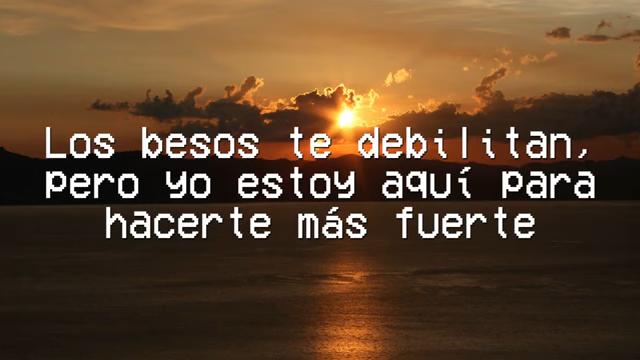 Los besos te debilitan,
pero yo estoy aquí para
hacerte más fuerte